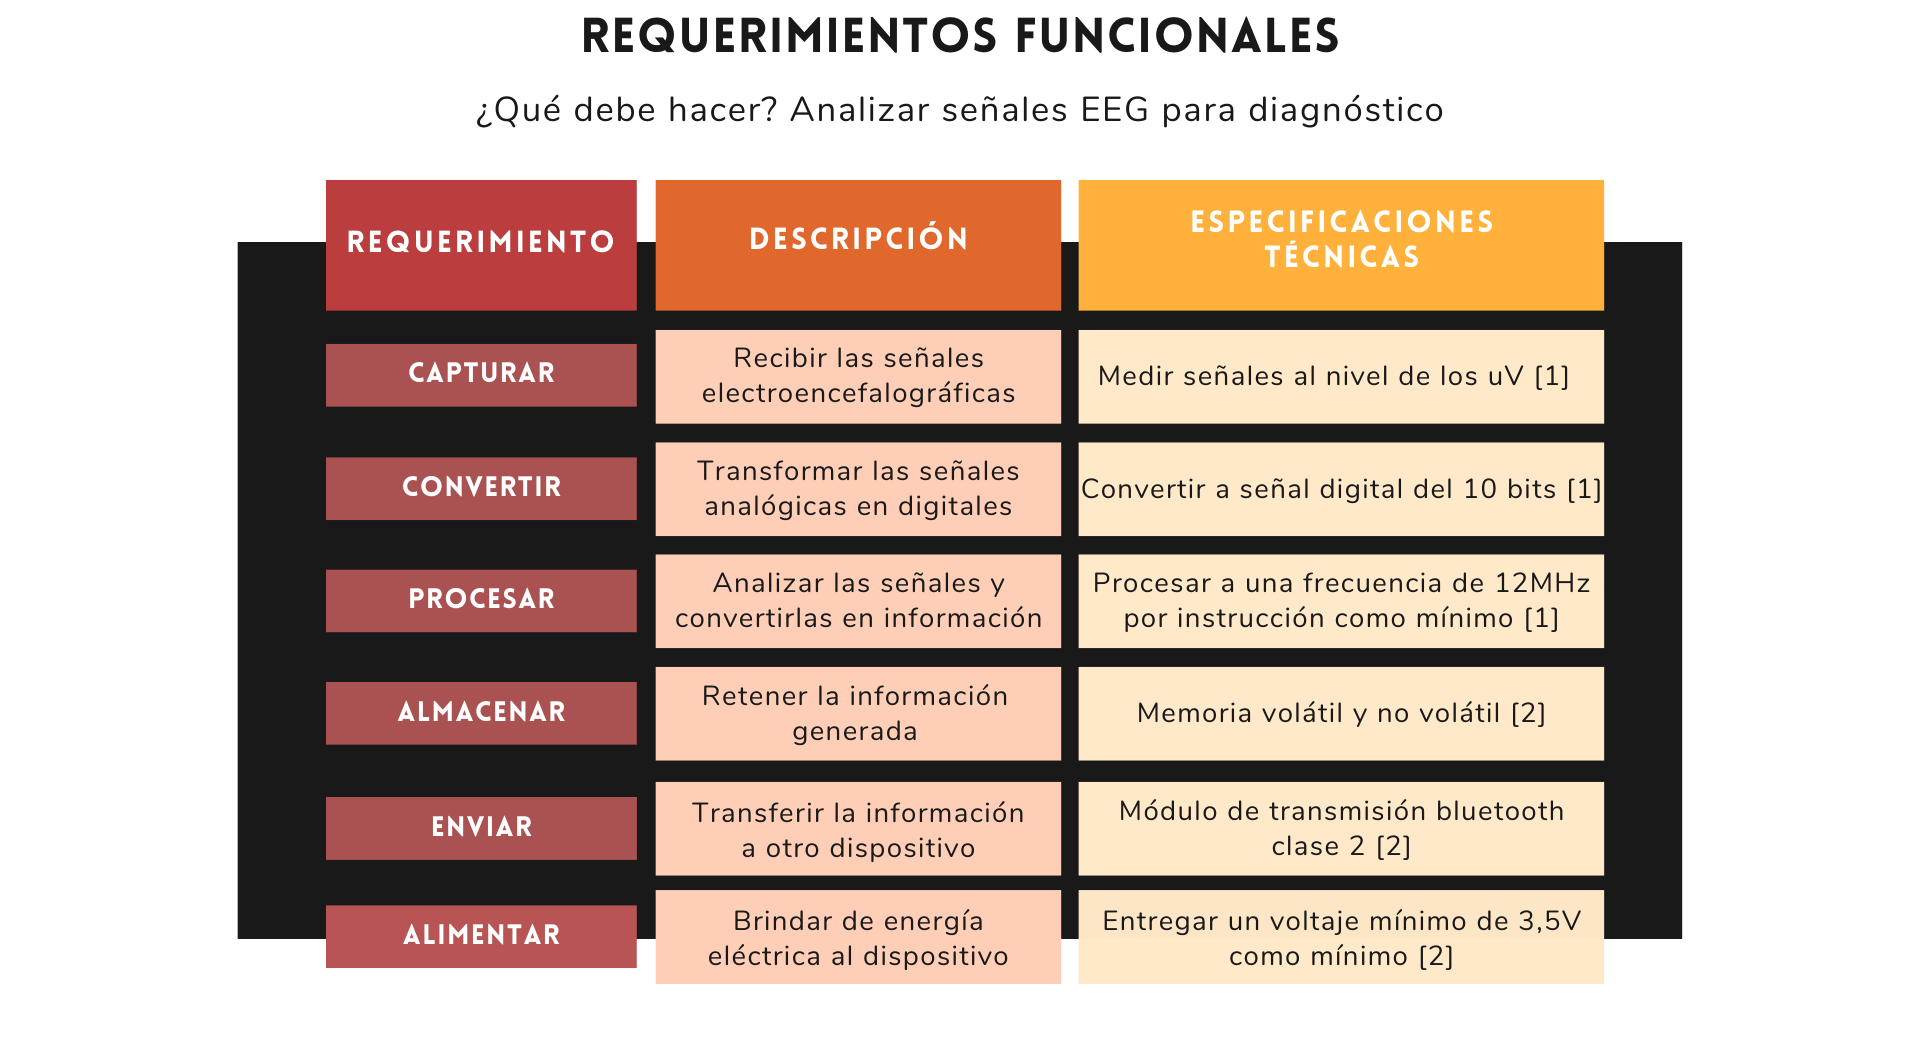 REQUERIMIENTOS FUNCIONALES
¿Qué debe hacer? Analizar señales EEG para diagnóstico
REQUERIMIENTO
DESCRIPCIÓN
ESPECIFICACIONES
TÉCNICAS
CAPTURAR
Recibir las señales
electroencefalográficas
Medir señales al nivel de los uV [1]
CONVERTIR
Transformar las señales
analógicas en digitales
Convertir a señal digital del 10 bits [1]
PROCESAR
Analizar las señales y
convertirlas en información
Procesar a una frecuencia de 12MHz
por instrucción como mínimo [1]
ALMACENAR
Retener la información
generada
Memoria volátil y no volátil [2]
ENVIAR
Transferir la información
a otro dispositivo
Módulo de transmisión bluetooth
clase 2 [2]
ALIMENTAR
Brindar de energía
eléctrica al dispositivo
Entregar un voltaje mínimo de 3,5V
como mínimo [2]